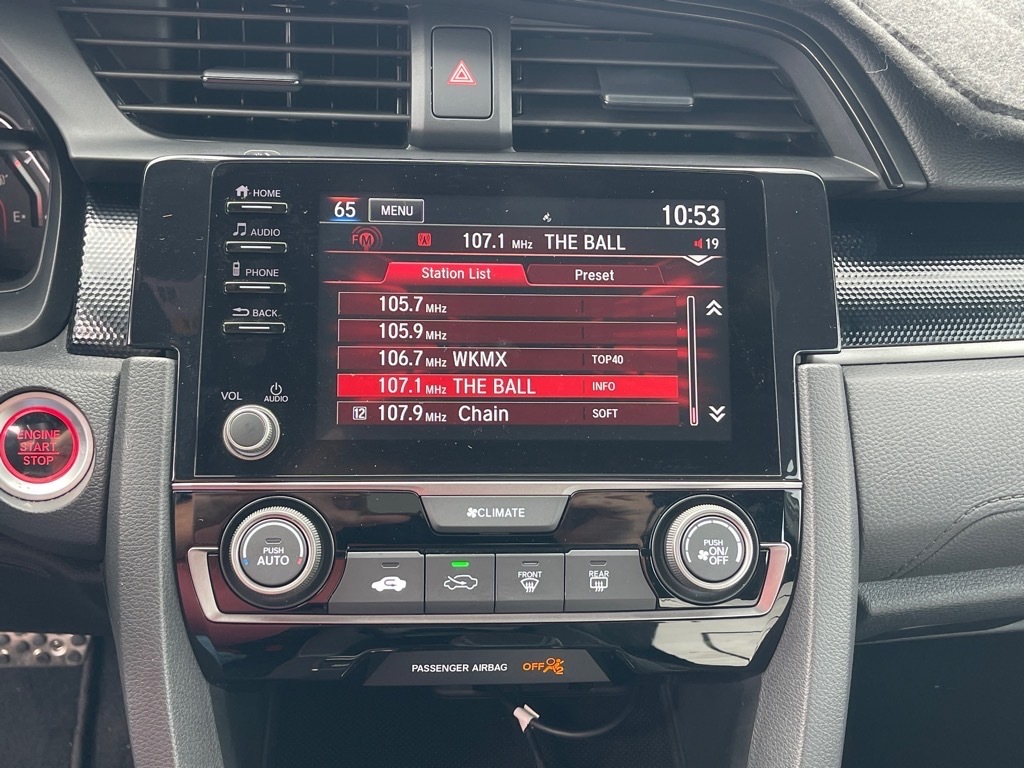 E
HOME
AUDIO
PHONE
BACK
VOL
AUDIO
65 MENU 10:53
FM 107.1 MHz THE BALL 19
Station List Preset
105.7 MHz
105.9 MHz
106.7 MHz WKMX TOP40
107.1 MHz THE BALL INFO
12 107.9 MHz Chain SOFT
ENGINE
START
STOP
CLIMATE
PUSH
AUTO
FRONT
REAR
PUSH
ON/
OFF
PASSENGER AIRBAG OFF